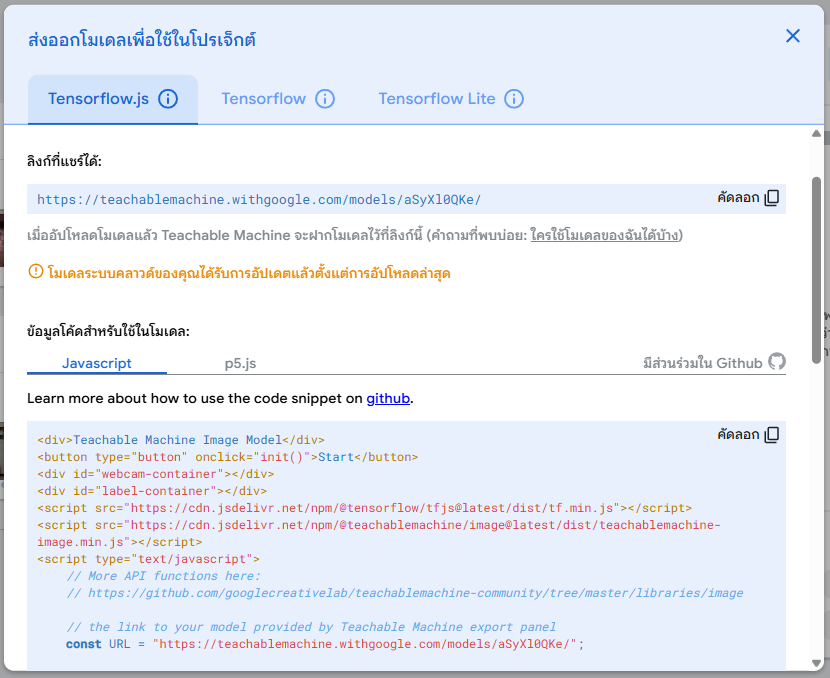 ส่งออกโมเดลเพื่อใช้ในโปรเจ็กต์
Tensorflow.js
Tensorflow
Tensorflow Lite
ลิงก์ที่แชร์ได้:
https://teachablemachine.withgoogle.com/models/aSyXl0QKe/
คัดลอก
เมื่ออัปโหลดโมเดลแล้ว Teachable Machine จะฝากโมเดลไว้ที่ลิงก์นี้ (คำถามที่พบบ่อย: ใครใช้โมเดลของฉันได้บ้าง)
โมเดลระบบคลาวด์ของคุณได้รับการอัปเดตแล้วตั้งแต่การอัปโหลดล่าสุด
ข้อมูลโค้ดสำหรับใช้ในโมเดล:
Javascript
p5.js
มีส่วนร่วมใน Github
Learn more about how to use the code snippet on github.
คัดลอก
<div>Teachable Machine Image Model</div>
<button type="button" onclick="init()">Start</button>
<div id="webcam-container"></div>
<div id="label-container"></div>
<script src="https://cdn.jsdelivr.net/npm/@tensorflow/tfjs@latest/dist/tf.min.js"></script>
<script src="https://cdn.jsdelivr.net/npm/@teachablemachine/image@latest/dist/teachablemachine-
image.min.js"></script>
<script type="text/javascript">
// More API functions here:
// https://github.com/googlecreativelab/teachablemachine-community/tree/master/libraries/image
// the link to your model provided by Teachable Machine export panel
const URL = "https://teachablemachine.withgoogle.com/models/aSyXl0QKe/";